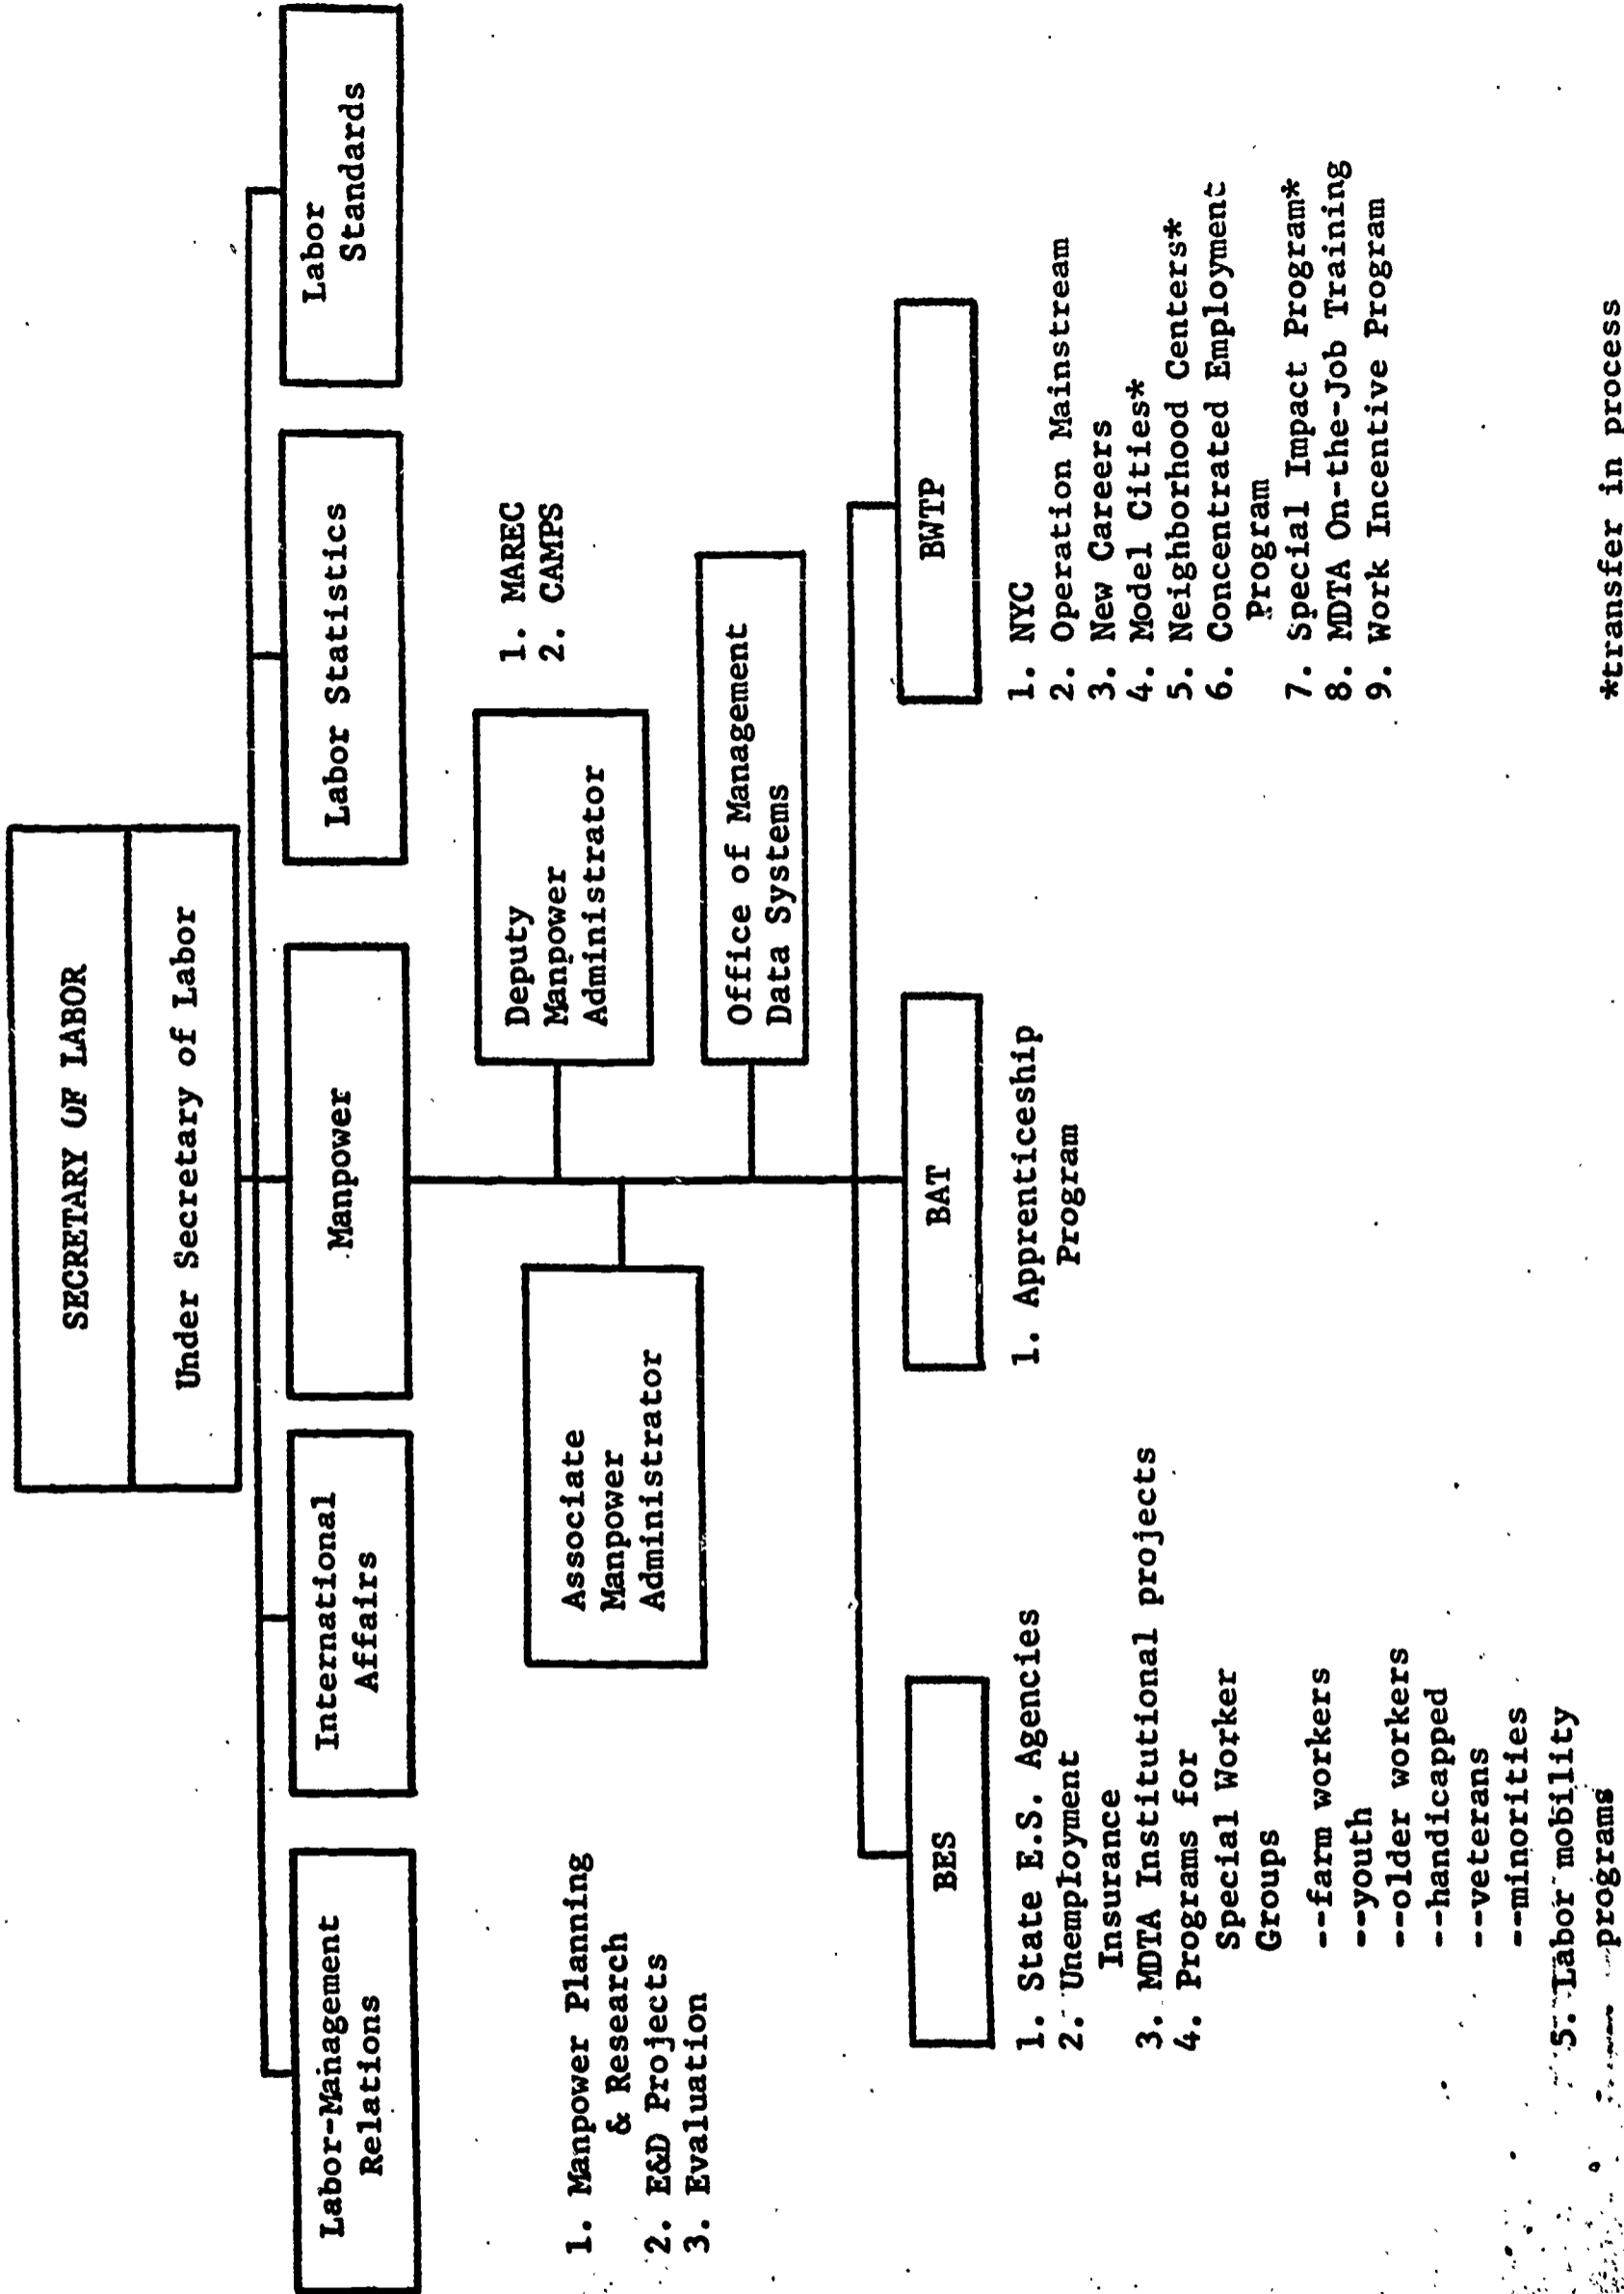 SECRETARY OF LABOR
Under Secretary of Labor
Labor-Management
Relations
International
Affairs
Manpower
Labor Statistics
Labor
Standards
Associate
Manpower
Administrator
1. Manpower Planning
& Research
2. E&D Projects
3. Evaluation
Deputy
Manpower
Administrator
1. MAREC
2. CAMPS
Office of Management
Data Systems
BES
1. State E.S. Agencies
2. Unemployment
Insurance
3. MDTA Institutional projects
4. Programs for
Special Worker
Groups
--farm workers
--youth
--older workers
--handicapped
--veterans
--minorities
5. Labor mobility
programs
BAT
1. Apprenticeship
Program
BWTP
1. NYC
2. Operation Mainstream
3. New Careers
4. Model Cities*
5. Neighborhood Centers*
6. Concentrated Employment
Program
7. Special Impact Program*
8. MDTA On-the-Job Training
9. Work Incentive Program
*transfer in process